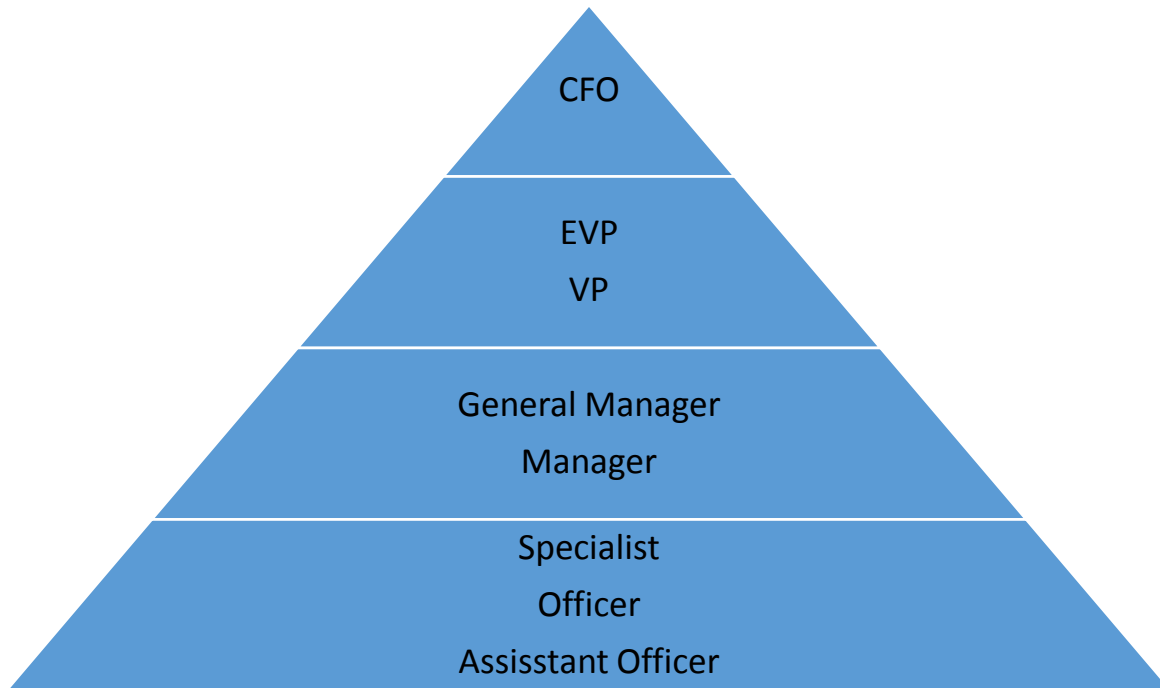 CFO
EVP
VP
General Manager
Manager
Specialist
Officer
Assisstant Officer